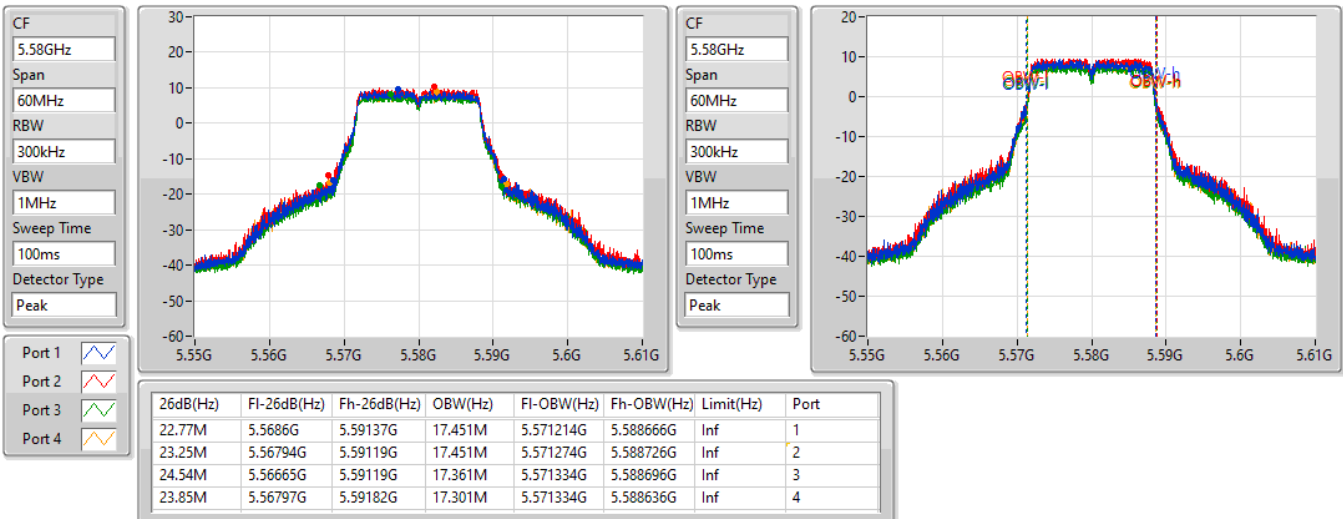 CF
5.58GHz
Span
60MHz
RBW
300kHz
VBW
1MHz
Sweep Time
100ms
Detector Type
Peak
30
20
10
0
-10
-20
-30
-40
-50
-60
5.55G 5.56G 5.57G 5.58G 5.59G 5.6G 5.61G
CF
5.58GHz
Span
60MHz
RBW
300kHz
VBW
1MHz
Sweep Time
100ms
Detector Type
Peak
20
10
0
-10
-20
-30
-40
-50
-60
OBW-l OBW-h
5.55G 5.56G 5.57G 5.58G 5.59G 5.6G 5.61G
Port 1
Port 2
Port 3
Port 4
26dB(Hz) Fl-26dB(Hz) Fh-26dB(Hz) OBW(Hz) Fl-OBW(Hz) Fh-OBW(Hz) Limit(Hz) Port
22.77M 5.5686G 5.59137G 17.451M 5.571214G 5.588666G Inf 1
23.25M 5.56794G 5.59119G 17.451M 5.571274G 5.588726G Inf 2
24.54M 5.56665G 5.59119G 17.361M 5.571334G 5.588696G Inf 3
23.85M 5.56797G 5.59182G 17.301M 5.571334G 5.588636G Inf 4